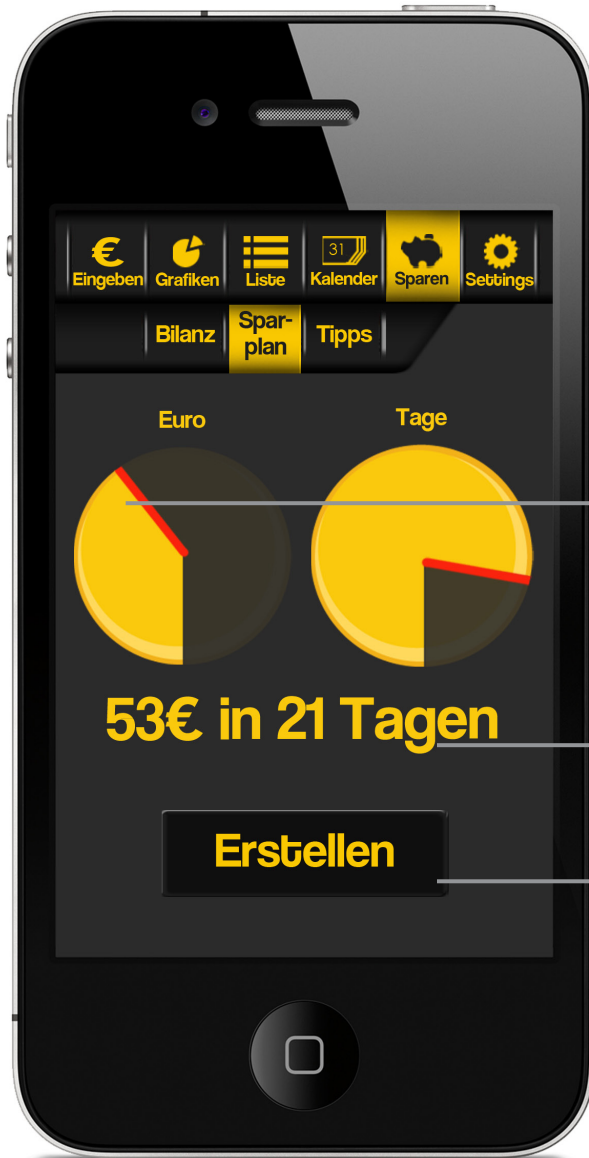 31
Eingeben Grafiken Liste Kalender Sparen Settings
Bilanz Spar-
plan Tipps
Euro Tage
53€ in 21 Tagen
Erstellen